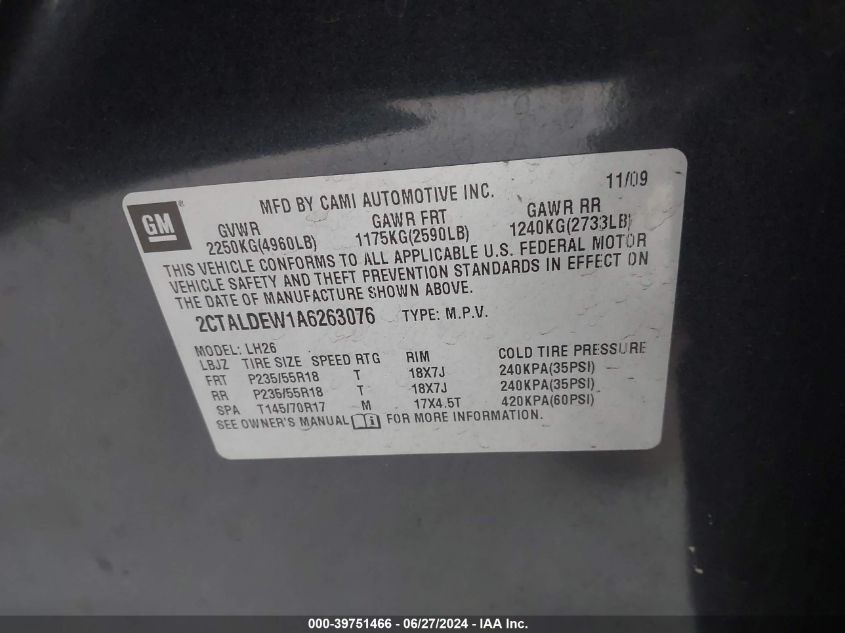 GM
MFD BY CAMI AUTOMOTIVE INC. 11/09
GVWR GAWR FRT GAWR RR
2250KG(4960LB) 1175KG(2590LB) 1240KG(2733LB)
THIS VEHICLE CONFORMS TO ALL APPLICABLE U.S. FEDERAL MOTOR
VEHICLE SAFETY AND THEFT PREVENTION STANDARDS IN EFFECT ON
THE DATE OF MANUFACTURE SHOWN ABOVE.
2CTALDEW1A6263076 TYPE: M.P.V.
MODEL: LH26
LBJZ TIRE SIZE SPEED RTG RIM COLD TIRE PRESSURE
FRT P235/55R18 T 18X7J 240KPA(35PSI)
RR P235/55R18 T 18X7J 240KPA(35PSI)
SPA T145/70R17 M 17X4.5T 420KPA(60PSI)
SEE OWNER'S MANUAL FOR MORE INFORMATION.
000-39751466 - 06/27/2024 - IAA Inc.